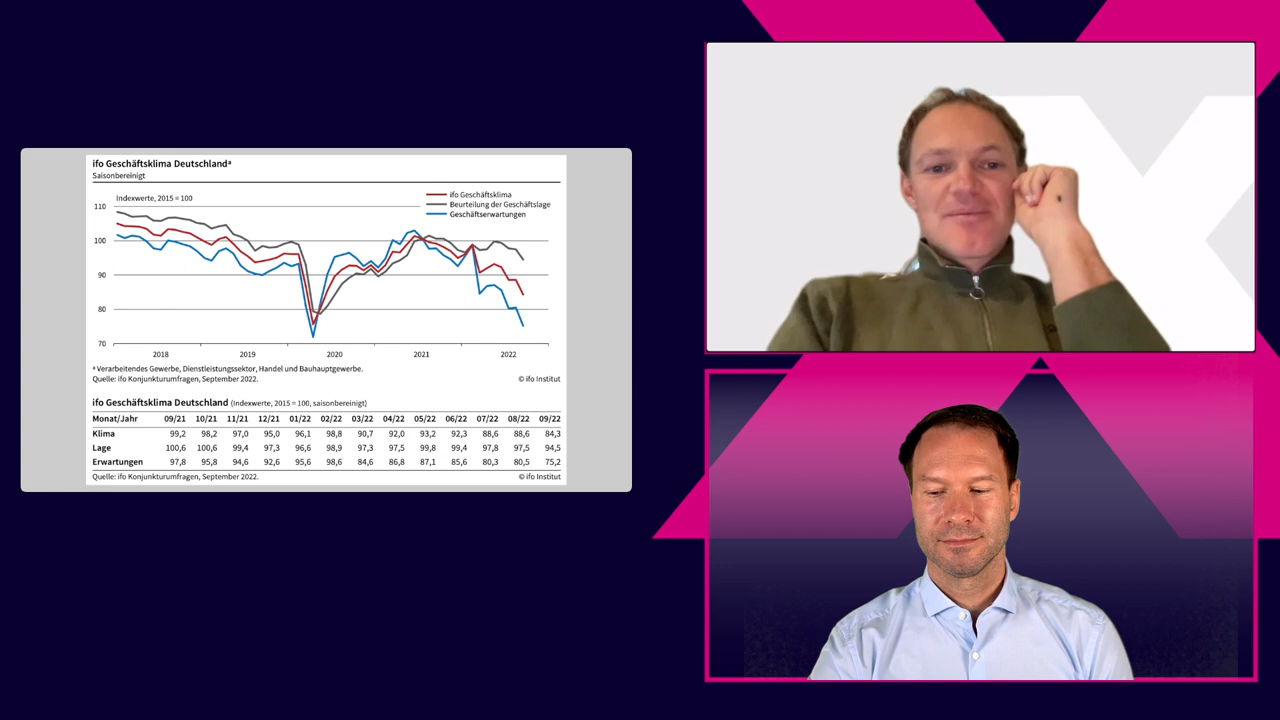 ifo Geschäftsklima Deutschlandᵃ
Saisonbereinigt
Indexwerte, 2015 = 100
ifo Geschäftsklima
Beurteilung der Geschäftslage
Geschäftserwartungen
110
100
90
80
70
2018 2019 2020 2021 2022
ᵃ Verarbeitendes Gewerbe, Dienstleistungssektor, Handel und Bauhauptgewerbe.
Quelle: ifo Konjunkturumfragen, September 2022. © ifo Institut
ifo Geschäftsklima Deutschland (Indexwerte, 2015 = 100, saisonbereinigt)
Monat/Jahr 09/21 10/21 11/21 12/21 01/22 02/22 03/22 04/22 05/22 06/22 07/22 08/22 09/22
Klima 99,2 98,2 97,0 95,0 96,1 98,8 90,7 92,0 93,2 92,3 88,6 88,6 84,3
Lage 100,6 100,6 99,4 97,3 96,6 98,9 97,3 97,5 99,8 99,4 97,8 97,5 94,5
Erwartungen 97,8 95,8 94,6 92,6 95,6 98,6 84,6 86,8 87,1 85,6 80,3 80,5 75,2
Quelle: ifo Konjunkturumfragen, September 2022. © ifo Institut